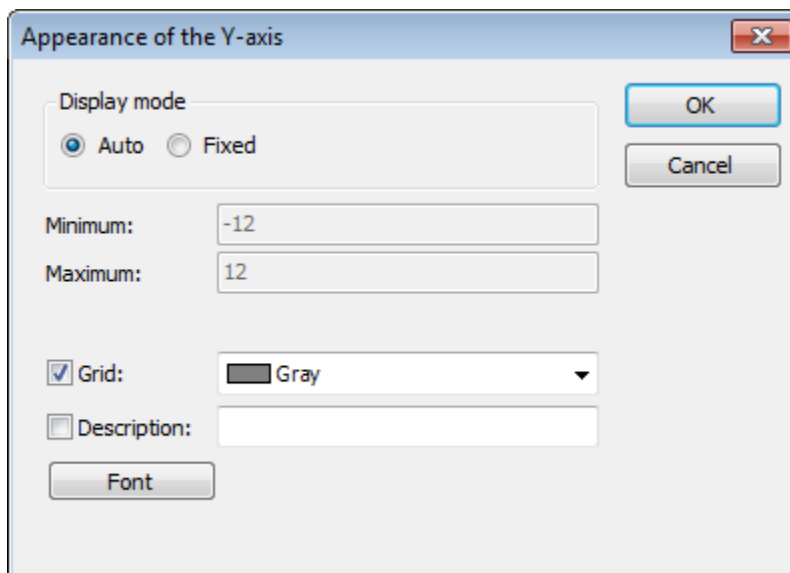 Appearance of the Y-axis
Display mode
Auto Fixed
OK
Cancel
Minimum: -12
Maximum: 12
Grid: Gray
Description:
Font